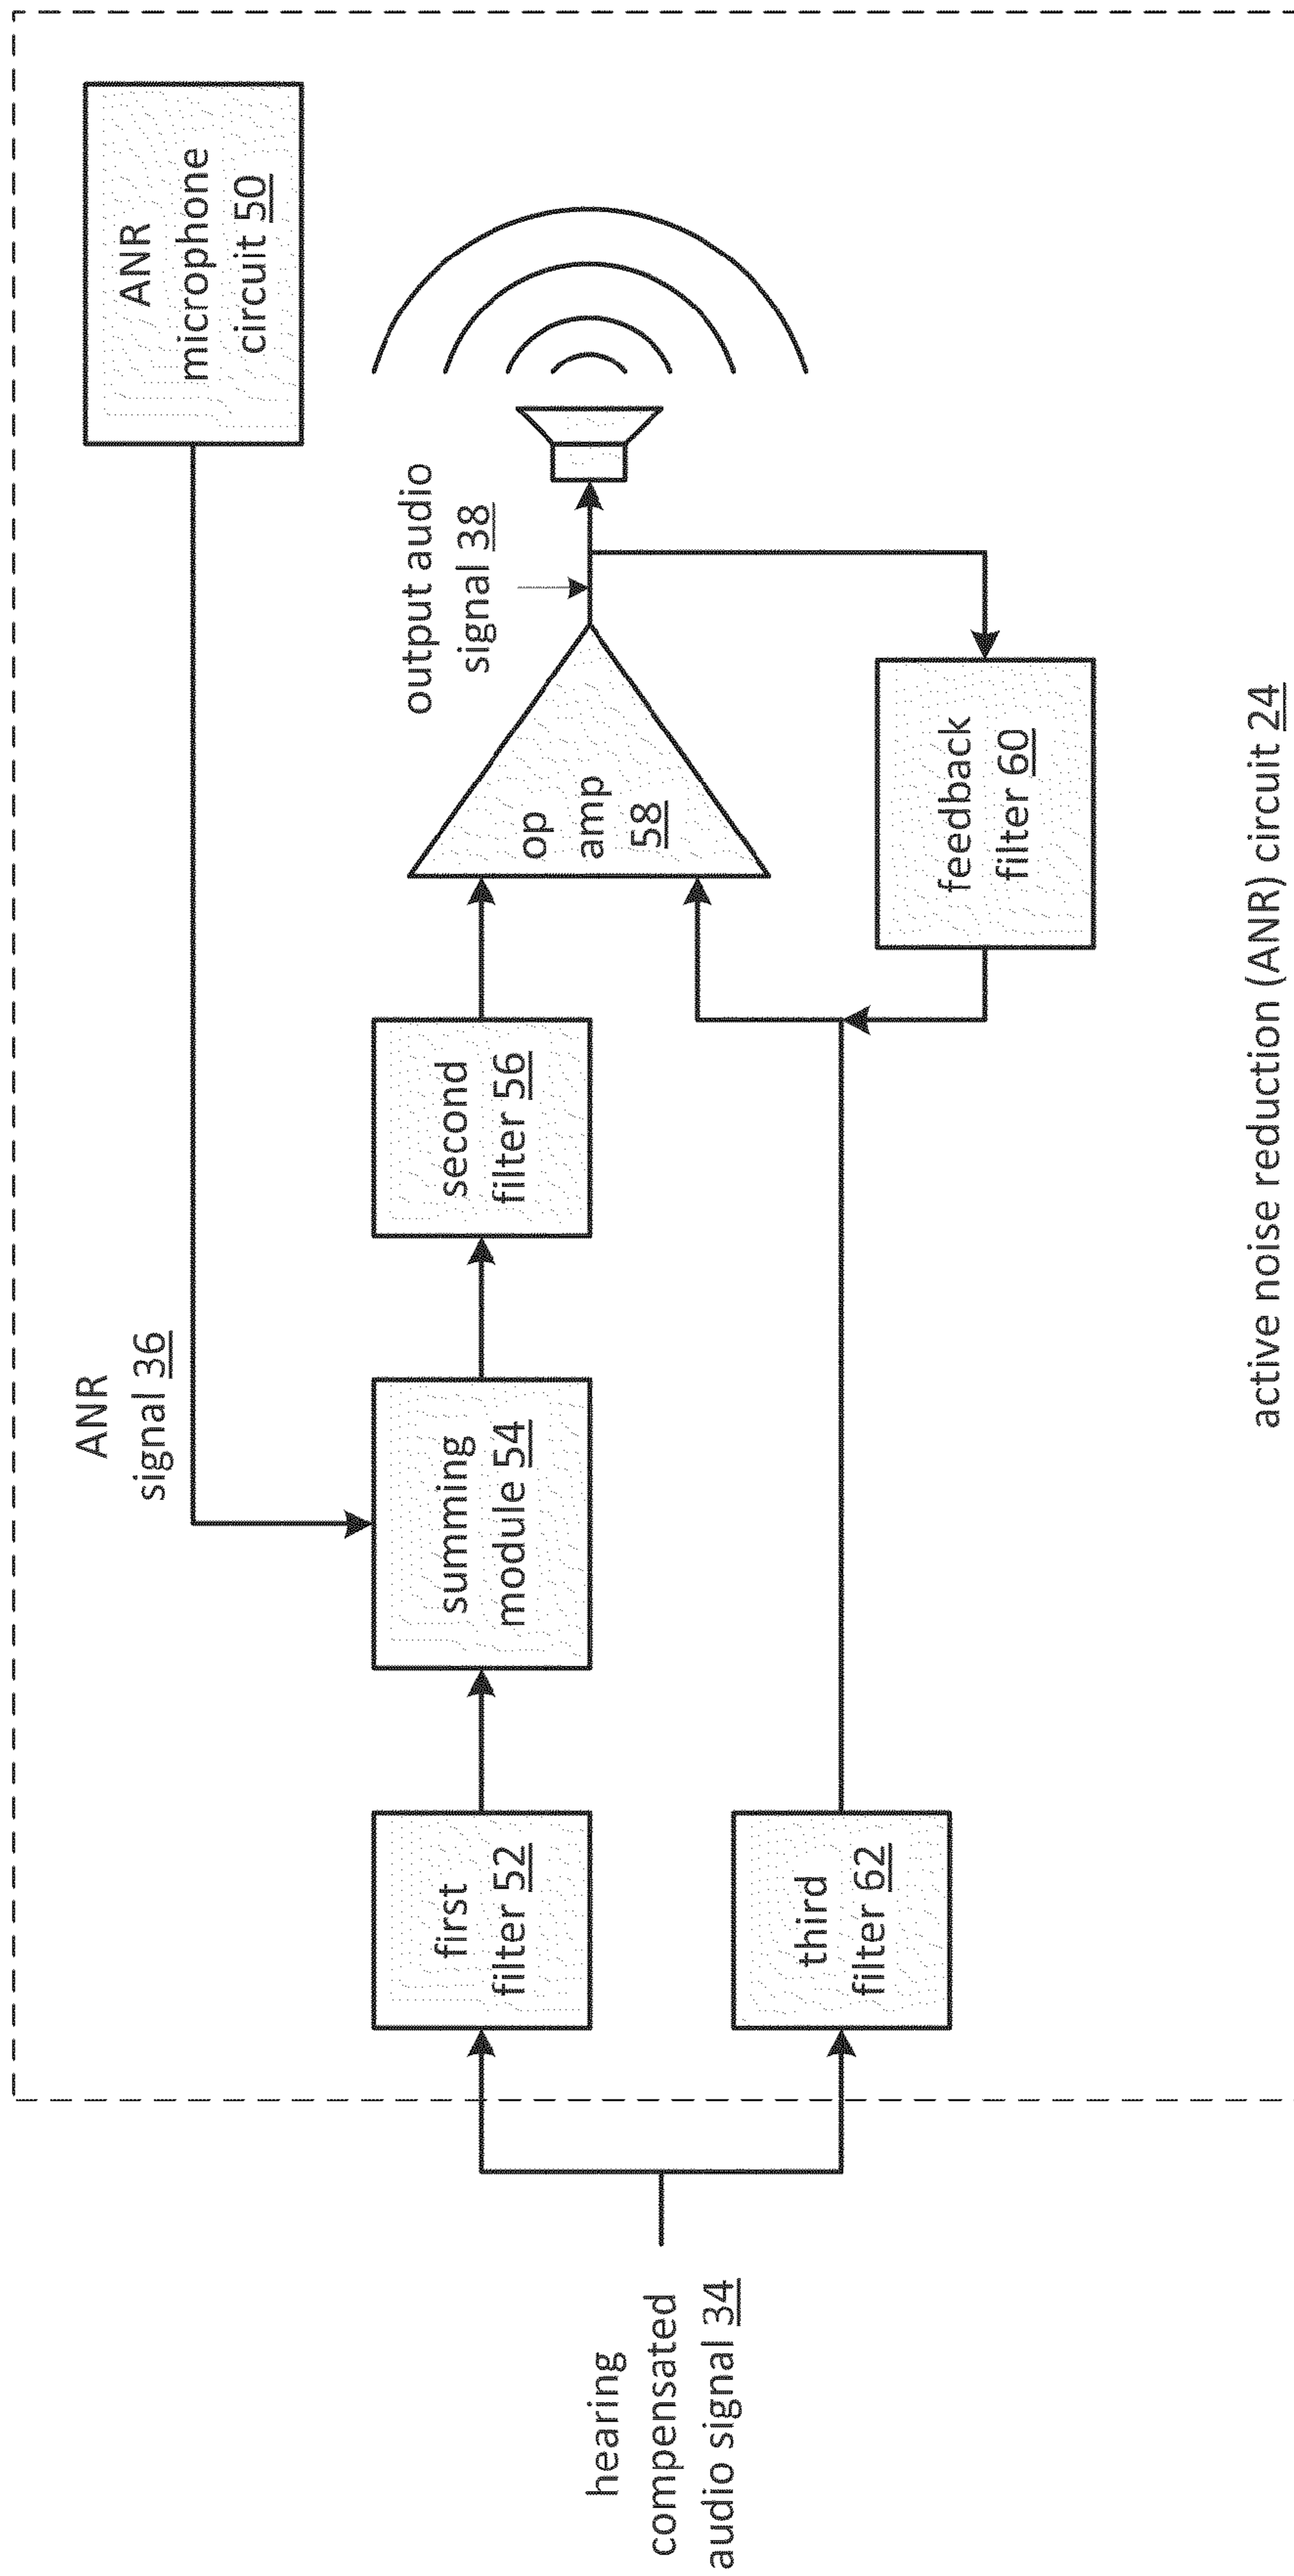 ANR
microphone
circuit 50
ANR
signal 36
output audio
signal 38
first
filter 52
summing
module 54
second
filter 56
op
amp
58
hearing
compensated
audio signal 34
third
filter 62
feedback
filter 60
active noise reduction (ANR) circuit 24